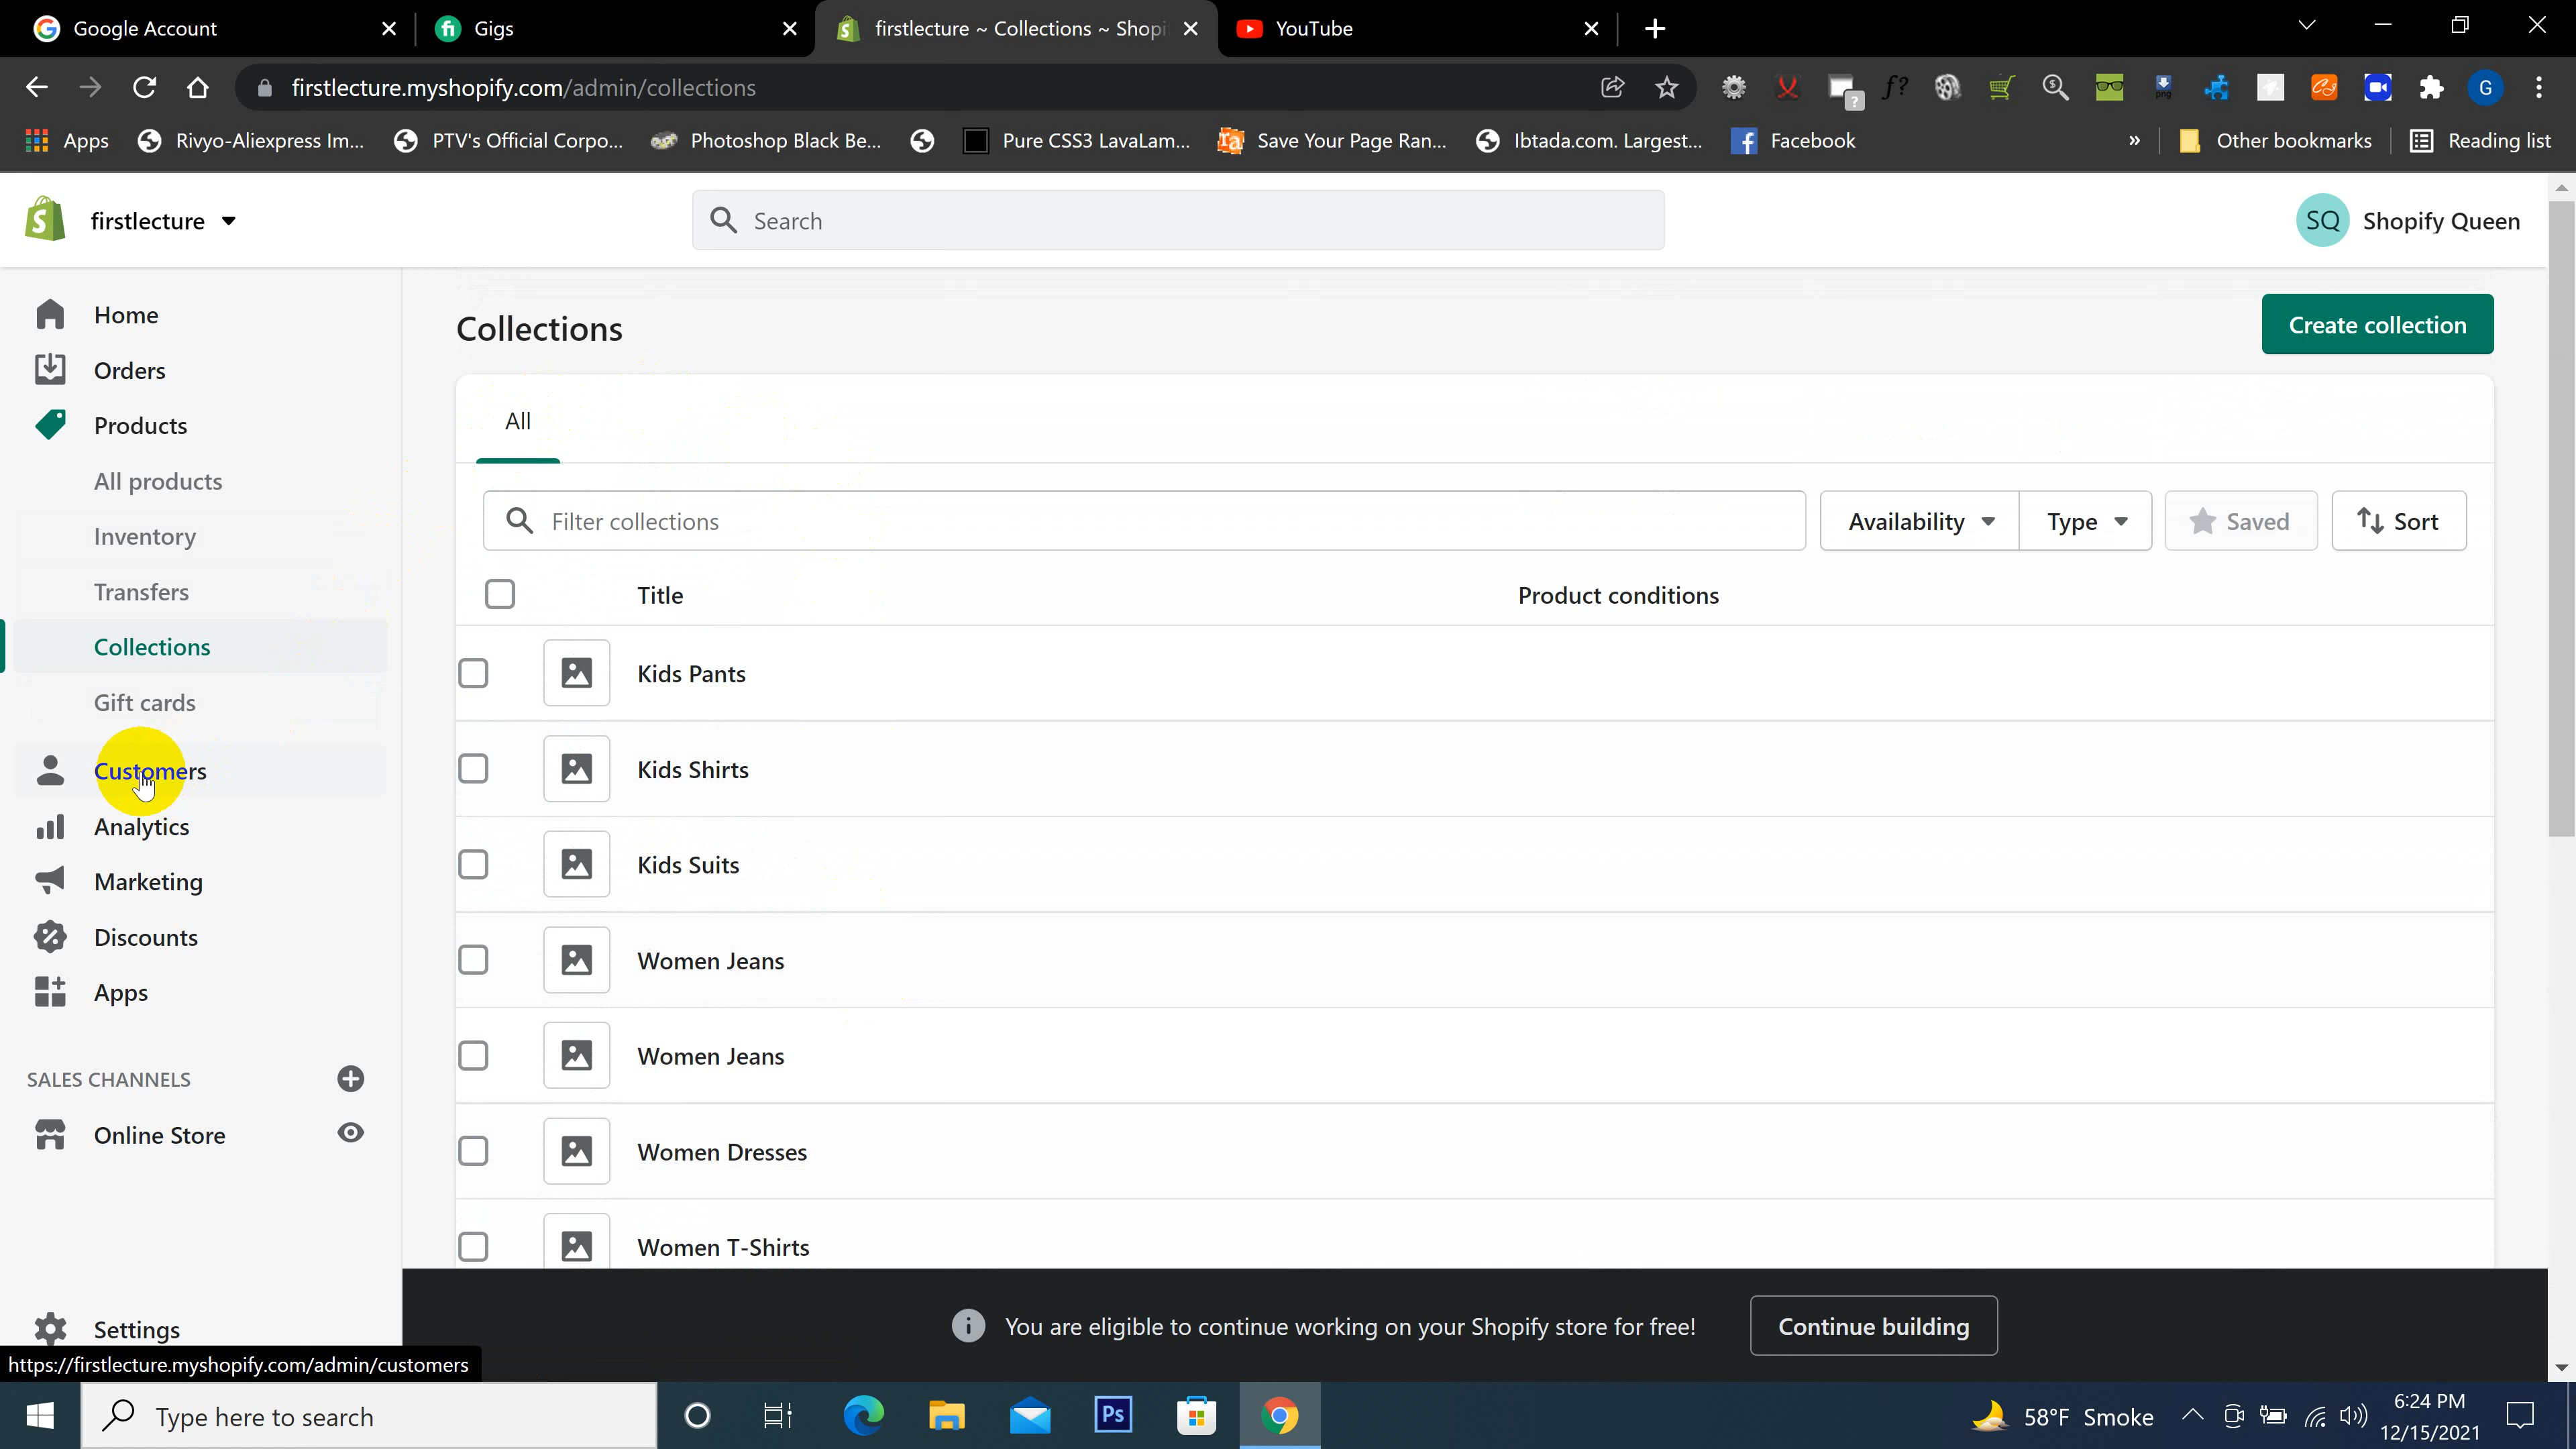 Google Account
Gigs
firstlecture ~ Collections ~ Shopi
YouTube
firstlecture.myshopify.com/admin/collections
Apps
Rivyo-Aliexpress Im...
PTV's Official Corpo...
Photoshop Black Be...
Pure CSS3 LavaLam...
Save Your Page Ran...
Ibtada.com. Largest...
Facebook
»
Other bookmarks
Reading list
firstlecture
Search
SQ
Shopify Queen
Home
Orders
Products
All products
Inventory
Transfers
Collections
Gift cards
Customers
Analytics
Marketing
Discounts
Apps
SALES CHANNELS
Online Store
Settings
https://firstlecture.myshopify.com/admin/customers
Collections
Create collection
All
Filter collections
Availability
Type
Saved
Sort
Title
Product conditions
Kids Pants
Kids Shirts
Kids Suits
Women Jeans
Women Jeans
Women Dresses
Women T-Shirts
You are eligible to continue working on your Shopify store for free!
Continue building
Type here to search
Ps
58°F Smoke
6:24 PM
12/15/2021